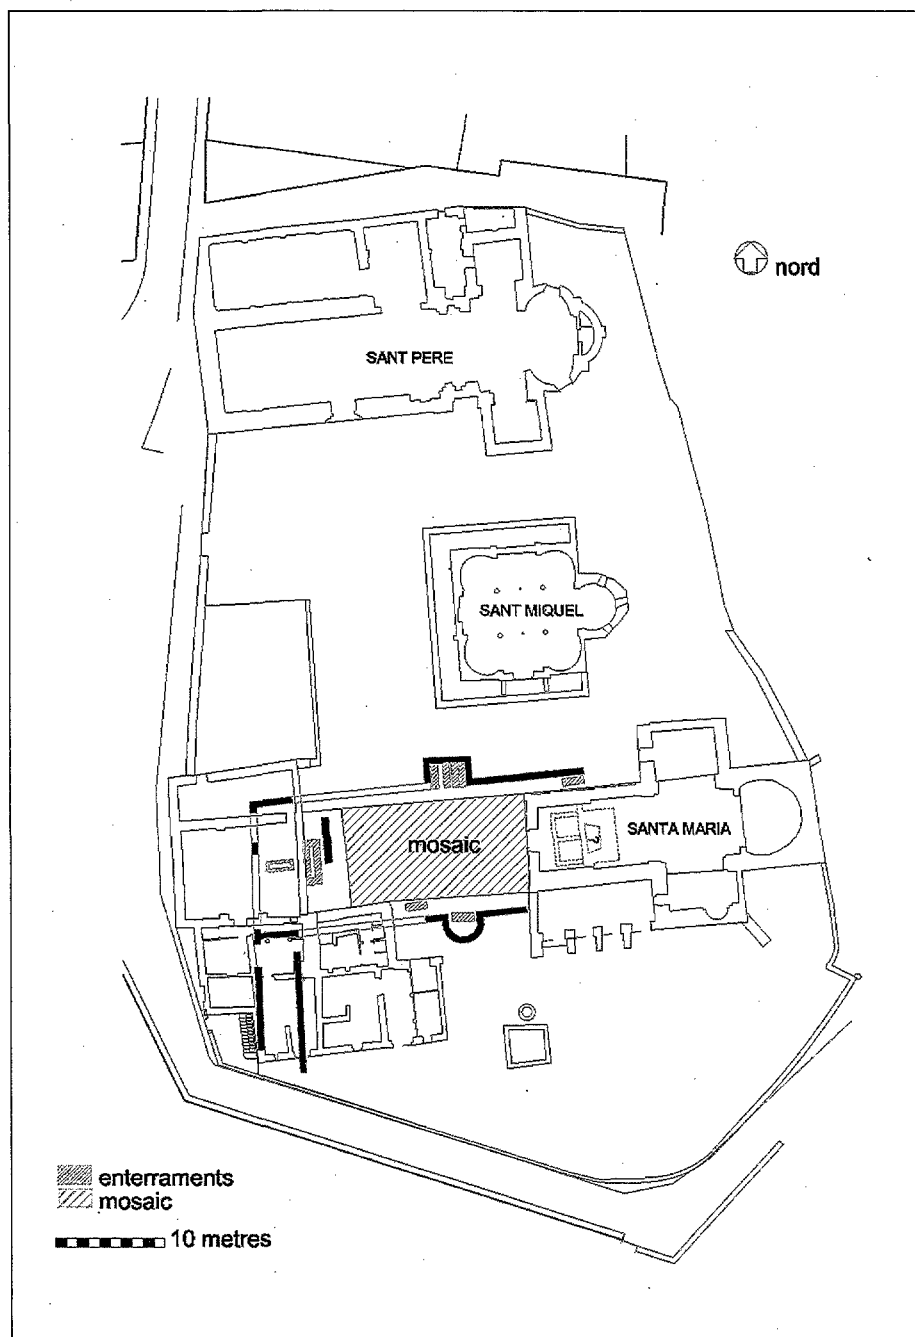 nord
SANT PERE
SANT MIQUEL
mosaic
SANTA MARIA
enterraments
mosaic
10 metres